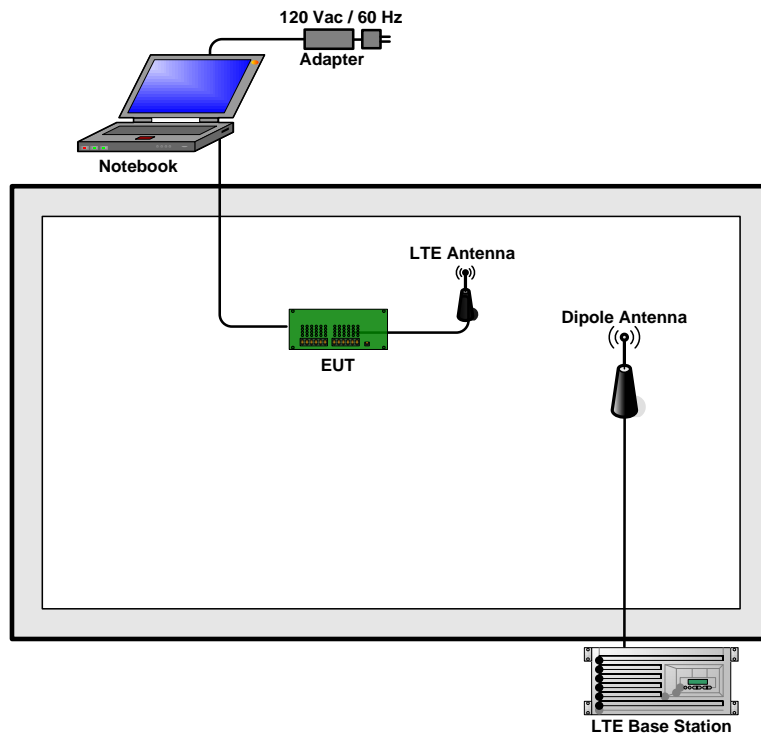 120 Vac / 60 Hz
Adapter
Notebook
LTE Antenna
Dipole Antenna
EUT
LTE Base Station